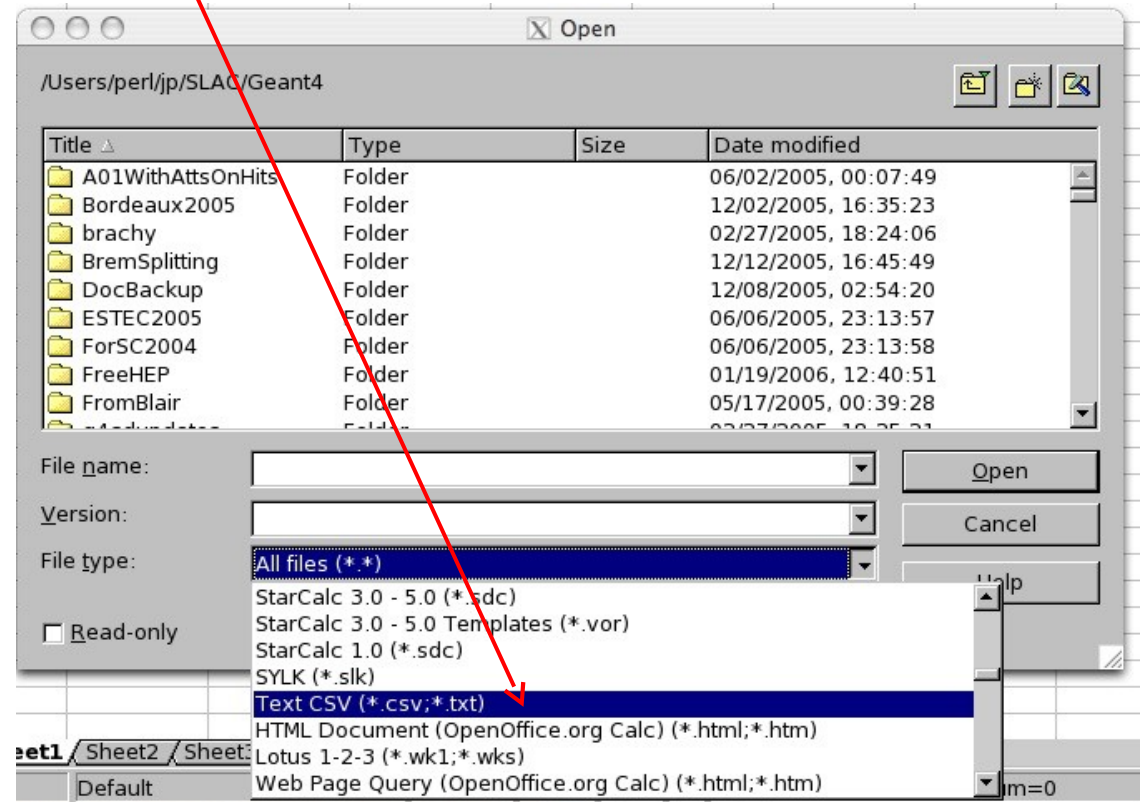 Open
/Users/perl/jp/SLAC/Geant4
Title Type Size Date modified
A01WithAttsOnHits Folder 06/02/2005, 00:07:49
Bordeaux2005 Folder 12/02/2005, 16:35:23
brachy Folder 02/27/2005, 18:24:06
BremSplitting Folder 12/12/2005, 16:45:49
DocBackup Folder 12/08/2005, 02:54:20
ESTEC2005 Folder 06/06/2005, 23:13:57
ForSC2004 Folder 06/06/2005, 23:13:58
FreeHEP Folder 01/19/2006, 12:40:51
FromBlair Folder 05/17/2005, 00:39:28
File name: Open
Version: Cancel
File type: All files (*.*)
Help
StarCalc 3.0 - 5.0 (*.sdc)
StarCalc 3.0 - 5.0 Templates (*.vor)
Read-only
StarCalc 1.0 (*.sdc)
SYLK (*.slk)
Text CSV (*.csv;*.txt)
HTML Document (OpenOffice.org Calc) (*.html;*.htm)
Lotus 1-2-3 (*.wk1;*.wks)
Web Page Query (OpenOffice.org Calc) (*.html;*.htm)
eet1 Sheet2 Sheet3
Default
um=0